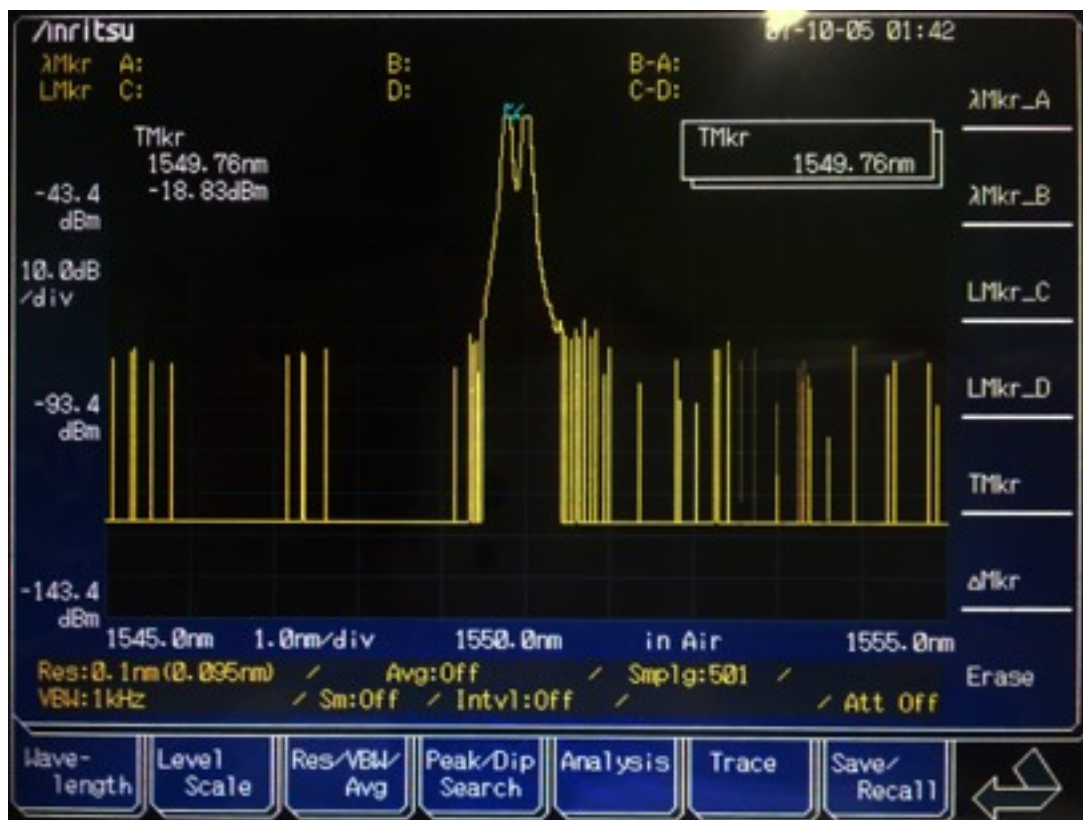 Anritsu
-10-05 01:42
λMkr A: B: B-A:
LMkr C: D: C-D:
TMkr
1549.76nm
-18.83dBm
TMkr
1549.76nm
-43.4
dBm
10.0dB
/div
-93.4
dBm
-143.4
dBm
1545.0nm 1.0nm/div 1550.0nm in Air 1555.0nm
Res:0.1nm(0.095nm) / Avg:Off / Smplg:501 /
VBW:1kHz / Sm:Off / Intvl:Off / / Att Off
λMkr_A
λMkr_B
LMkr_C
LMkr_D
TMkr
ΔMkr
Erase
Wave-
length
Level
Scale
Res/VBW/
Avg
Peak/Dip
Search
Analysis
Trace
Save/
Recall